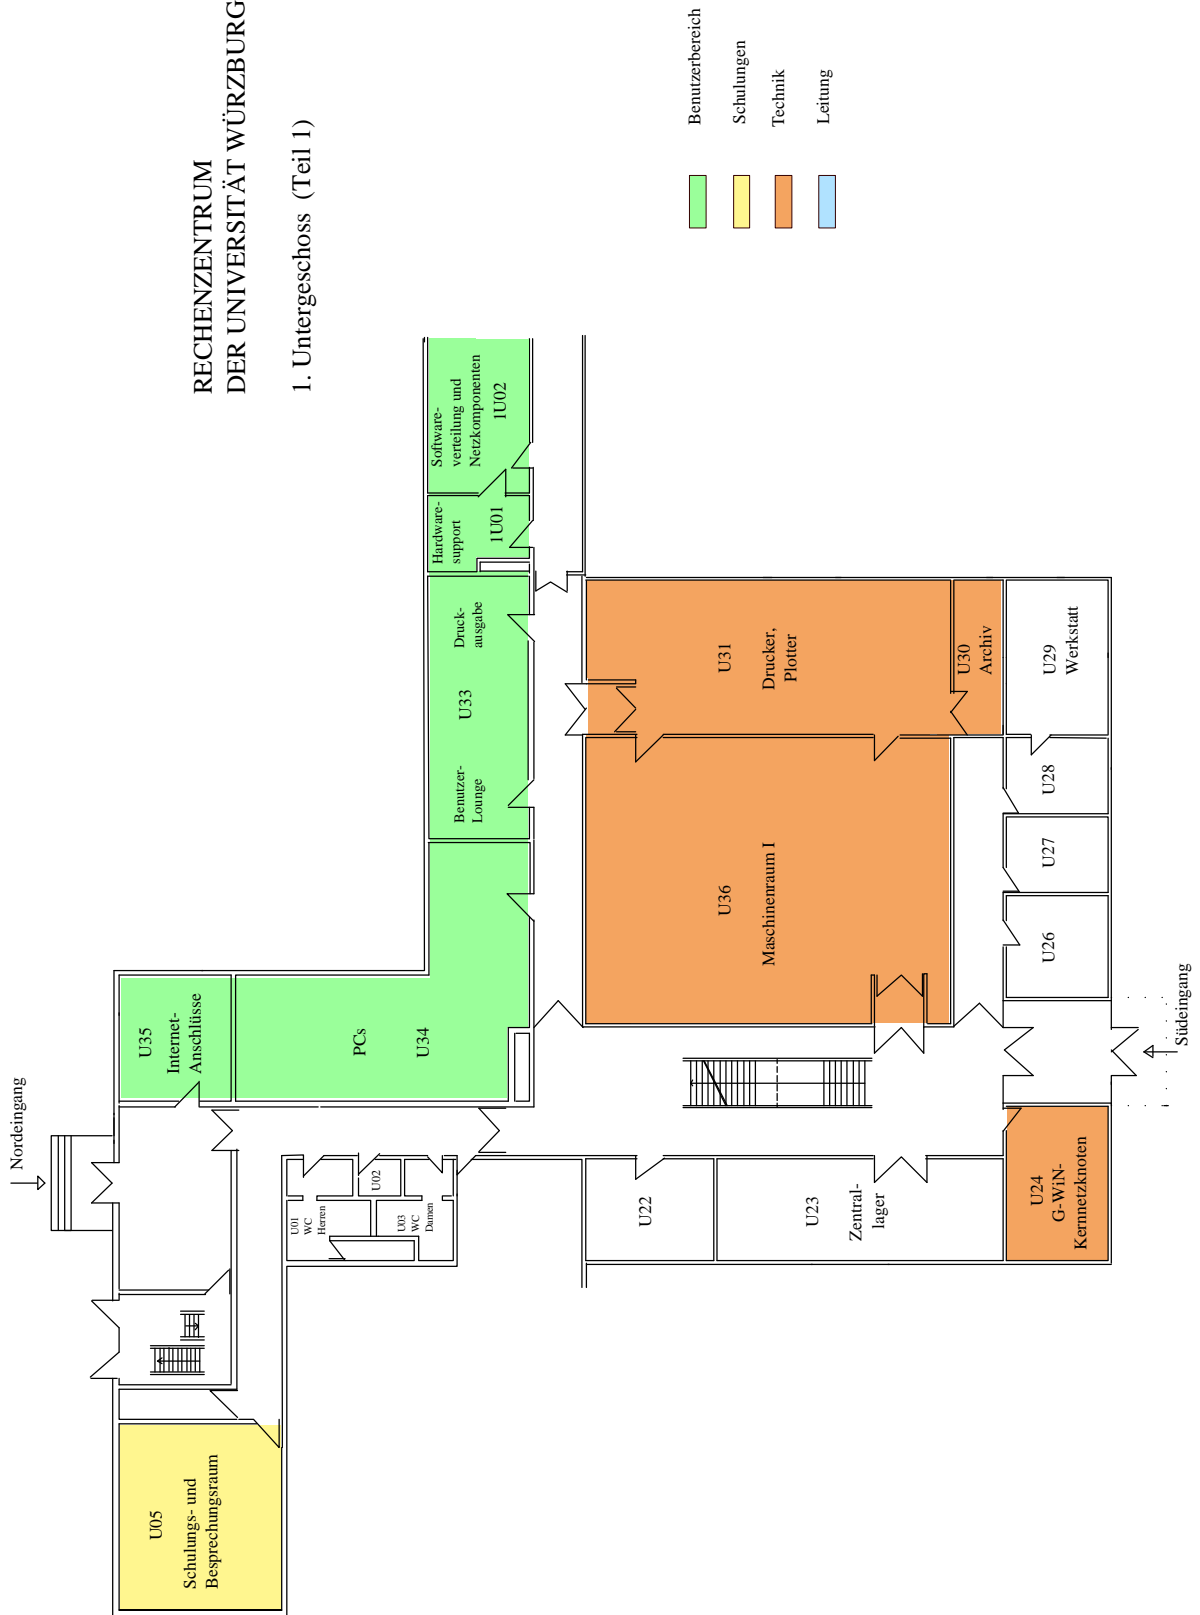 RECHENZENTRUM
DER UNIVERSITÄT WÜRZBURG
1. Untergeschoss (Teil 1)
Benutzerbereich
Schulungen
Technik
Leitung
Nordeingang
U05
Schulungs- und
Besprechungsraum
U35
Internet-
Anschlüsse
PCs
U34
U01
WC
Herren
U02
U03
WC
Damen
Benutzer-
Lounge
U33
Druck-
ausgabe
Hardware-
support
1U01
Software-
verteilung und
Netzkomponenten
1U02
U22
U23
Zentral-
lager
U24
G-WiN-
Kernnetzknoten
U36
Maschinenraum I
U31
Drucker,
Plotter
U30
Archiv
U26
U27
U28
U29
Werkstatt
Südeingang